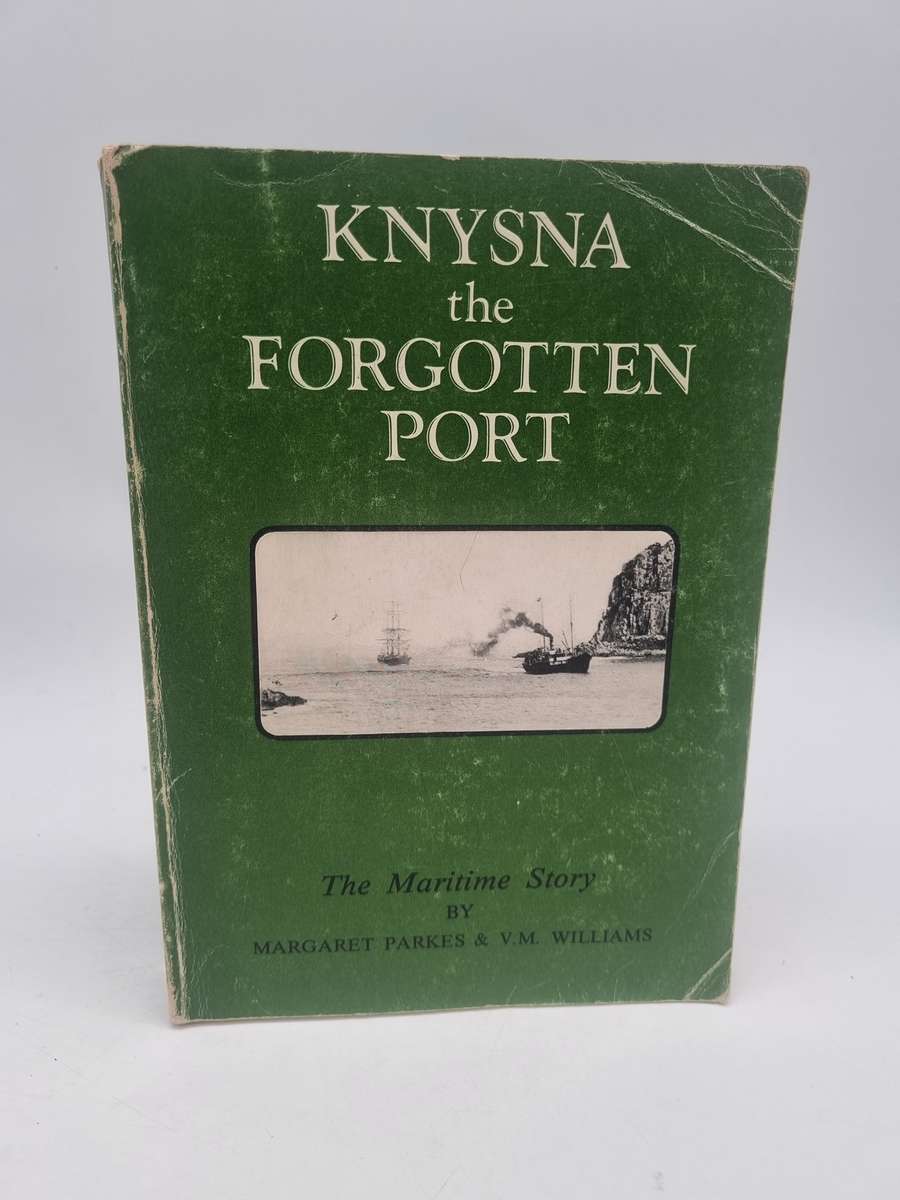 KNYSNA
the
FORGOTTEN
PORT
The Maritime Story
BY
MARGARET PARKES & V.M. WILLIAMS